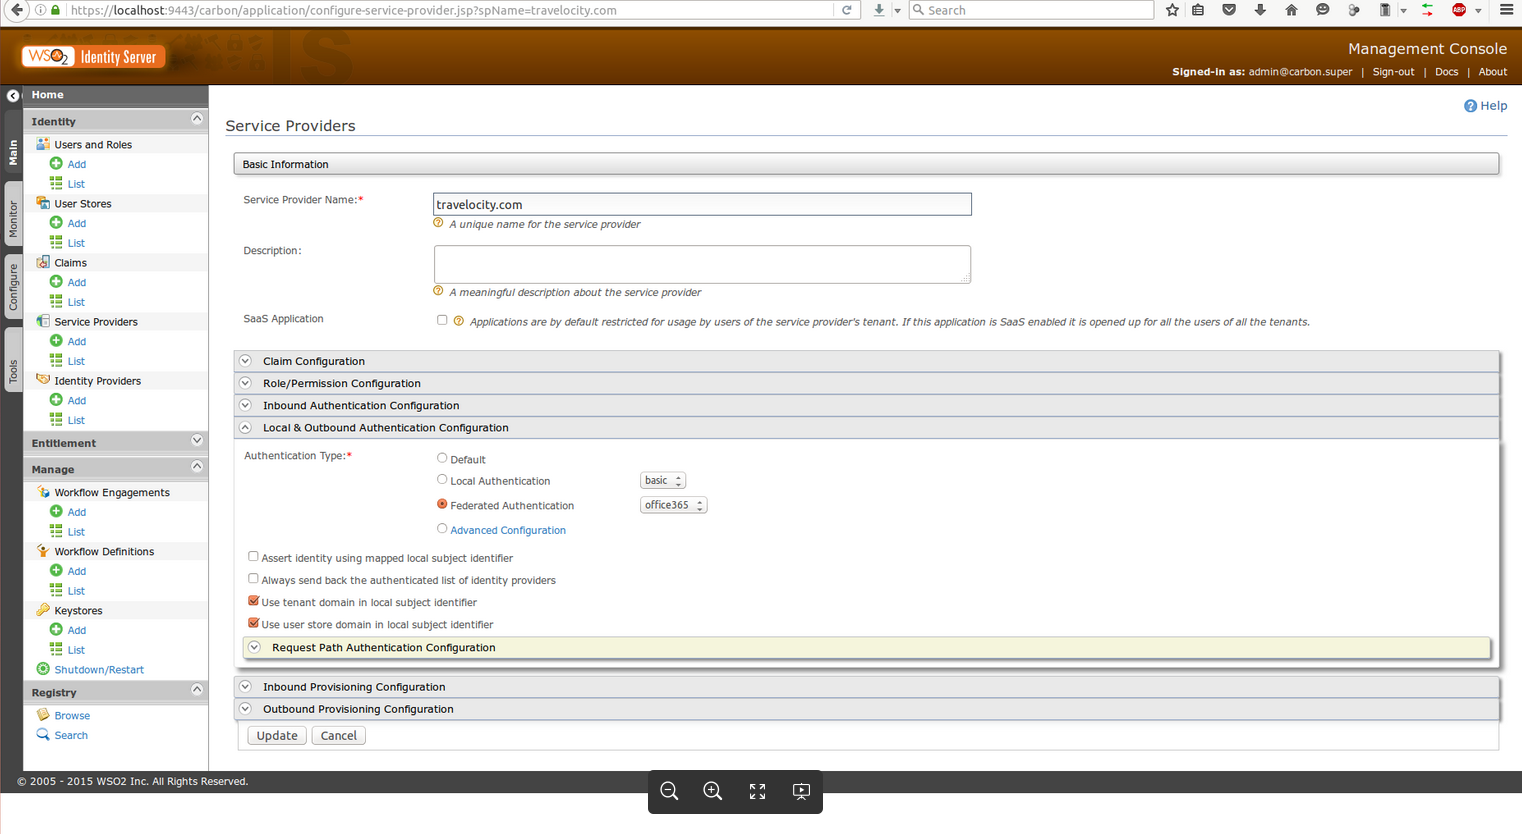 https://localhost:9443/carbon/application/configure-service-provider.jsp?spName=travelocity.com
Search
ABP
WSO2 Identity Server
Management Console
Signed-in as: admin@carbon.super | Sign-out | Docs | About
Main
Monitor
Configure
Tools
Home
Identity
Users and Roles
Add
List
User Stores
Add
List
Claims
Add
List
Service Providers
Add
List
Identity Providers
Add
List
Entitlement
Manage
Workflow Engagements
Add
List
Workflow Definitions
Add
List
Keystores
Add
List
Shutdown/Restart
Registry
Browse
Search
Help
Service Providers
Basic Information
Service Provider Name:*
travelocity.com
A unique name for the service provider
Description:
A meaningful description about the service provider
SaaS Application
Applications are by default restricted for usage by users of the service provider's tenant. If this application is SaaS enabled it is opened up for all the users of all the tenants.
Claim Configuration
Role/Permission Configuration
Inbound Authentication Configuration
Local & Outbound Authentication Configuration
Authentication Type:*
Default
Local Authentication basic
Federated Authentication office365
Advanced Configuration
Assert identity using mapped local subject identifier
Always send back the authenticated list of identity providers
Use tenant domain in local subject identifier
Use user store domain in local subject identifier
Request Path Authentication Configuration
Inbound Provisioning Configuration
Outbound Provisioning Configuration
Update Cancel
© 2005 - 2015 WSO2 Inc. All Rights Reserved.